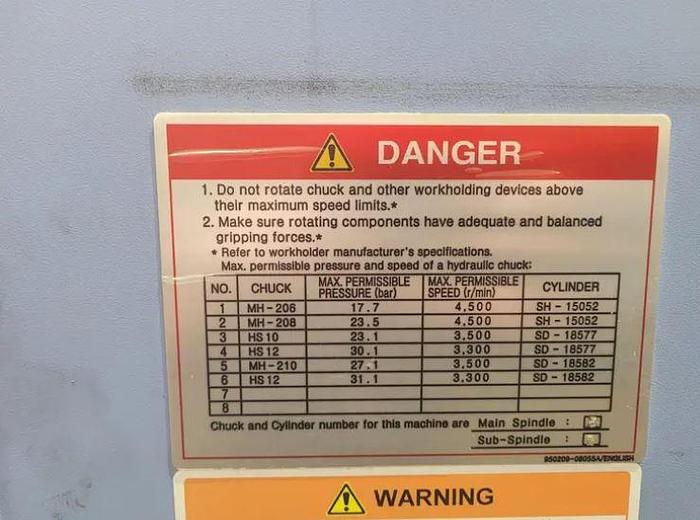 DANGER
1. Do not rotate chuck and other workholding devices above
their maximum speed limits.*
2. Make sure rotating components have adequate and balanced
gripping forces.*
* Refer to workholder manufacturer's specifications.
Max. permissible pressure and speed of a hydraulic chuck:
NO. CHUCK MAX. PERMISSIBLE PRESSURE (bar) MAX. PERMISSIBLE SPEED (r/min) CYLINDER
1 MH-206 17.7 4,500 SH - 15052
2 MH-208 23.5 4,500 SH - 15052
3 HS10 23.1 3,500 SD - 18577
4 HS12 30.1 3,300 SD - 18577
5 MH-210 27.1 3,500 SD - 18582
6 HS12 31.1 3,300 SD - 18582
7
8
Chuck and Cylinder number for this machine are Main Spindle :
Sub-Spindle :
950209-08055A/ENGLISH
WARNING